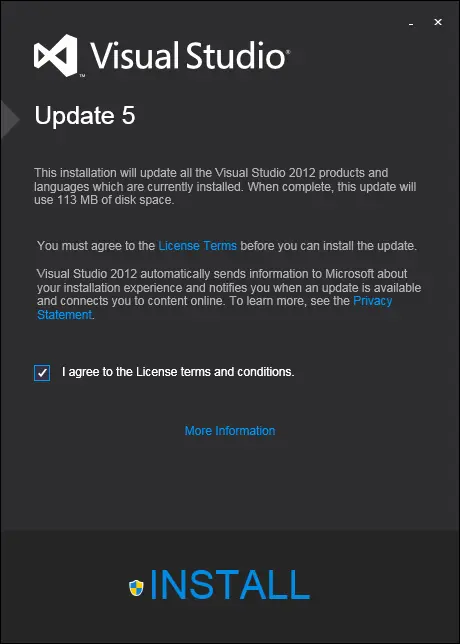 Visual Studio®
™
Update 5
This installation will update all the Visual Studio 2012 products and
languages which are currently installed. When complete, this update will
use 113 MB of disk space.
You must agree to the License Terms before you can install the update.
Visual Studio 2012 automatically sends information to Microsoft about
your installation experience and notifies you when an update is available
and connects you to content online. To learn more, see the Privacy
Statement.
I agree to the License terms and conditions.
More Information
INSTALL